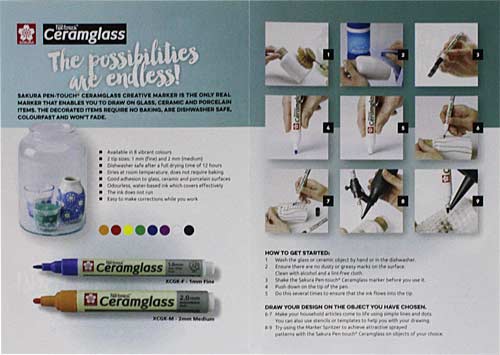 SAKURA
Pen-touch
Ceramglass
The possibilities
are endless!
SAKURA PEN-TOUCH® CERAMGLASS CREATIVE MARKER IS THE ONLY REAL
MARKER THAT ENABLES YOU TO DRAW ON GLASS, CERAMIC AND PORCELAIN
ITEMS. THE DECORATED ITEMS REQUIRE NO BAKING, ARE DISHWASHER SAFE,
COLOURFAST AND WON'T FADE.
Available in 8 vibrant colours
2 tip sizes: 1 mm (fine) and 2 mm (medium)
Dishwasher safe after a full drying time of 12 hours
Dries at room temperature, does not require baking
Good adhesion to glass, ceramic and porcelain surfaces
Odourless, water-based ink which covers effectively
The ink does not run
Easy to make corrections while you work
Ceramglass
1.0mm
XCGK-F - 1mm Fine
Ceramglass
2.0mm
XCGK-M - 2mm Medium
1
2
3
4
5
6
7
8
9
HOW TO GET STARTED:
1 Wash the glass or ceramic object by hand or in the dishwasher.
2 Ensure there are no dusty or greasy marks on the surface.
Clean with alcohol and a lint-free cloth.
3 Shake the Sakura Pen-touch® Ceramglass marker before you use it.
4 Push down on the tip of the pen.
5 Do this several times to ensure that the ink flows into the tip.
DRAW YOUR DESIGN ON THE OBJECT YOU HAVE CHOSEN.
6-7 Make your household articles come to life using simple lines and dots.
You can also use stencils or templates to help you with your drawing.
8-9 Try using the Marker Spritzer to achieve attractive sprayed
patterns with the Sakura Pen-touch® Ceramglass on objects of your choice.